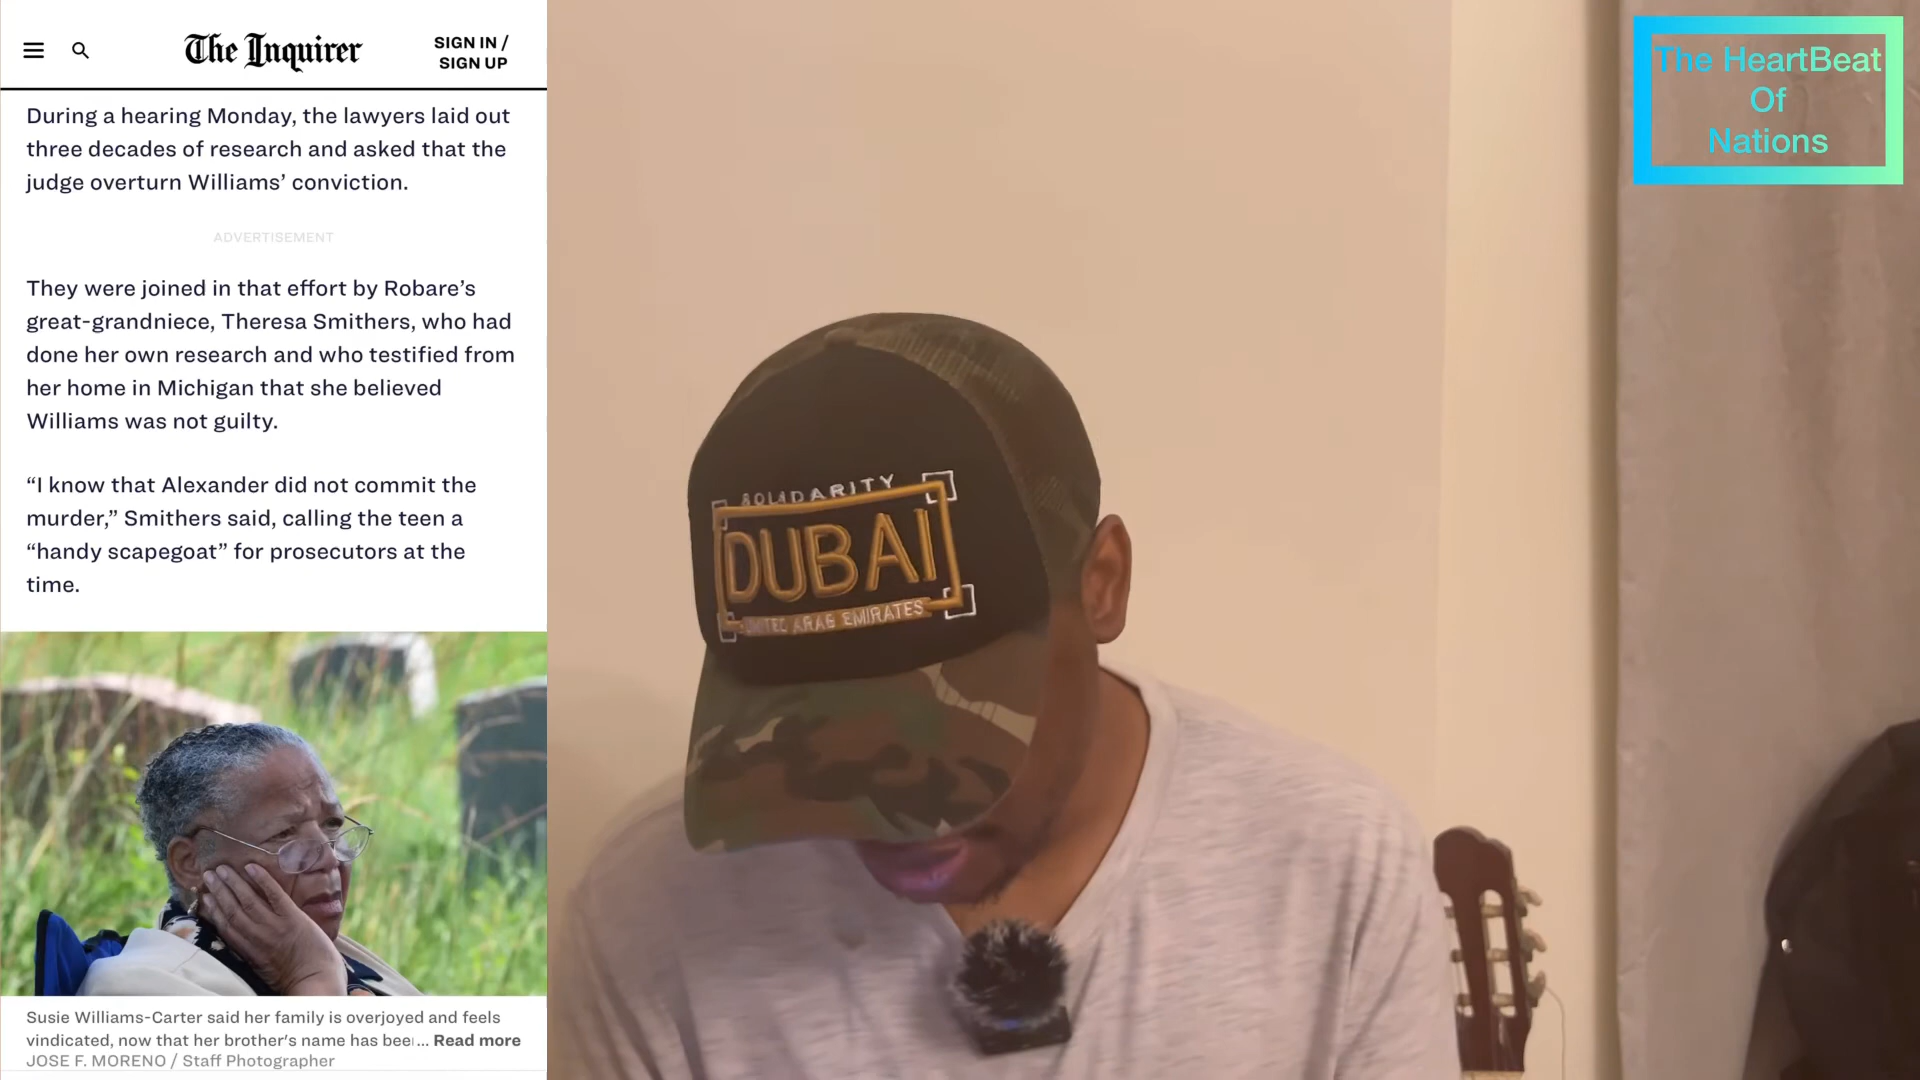 The Inquirer
SIGN IN /
SIGN UP
During a hearing Monday, the lawyers laid out
three decades of research and asked that the
judge overturn Williams’ conviction.
ADVERTISEMENT
They were joined in that effort by Robare’s
great-grandniece, Theresa Smithers, who had
done her own research and who testified from
her home in Michigan that she believed
Williams was not guilty.
“I know that Alexander did not commit the
murder,” Smithers said, calling the teen a
“handy scapegoat” for prosecutors at the
time.
Susie Williams-Carter said her family is overjoyed and feels
vindicated, now that her brother's name has bee... Read more
JOSE F. MORENO / Staff Photographer
SOLIDARITY
DUBAI
ARAB EMIRATES
The HeartBeat
Of
Nations